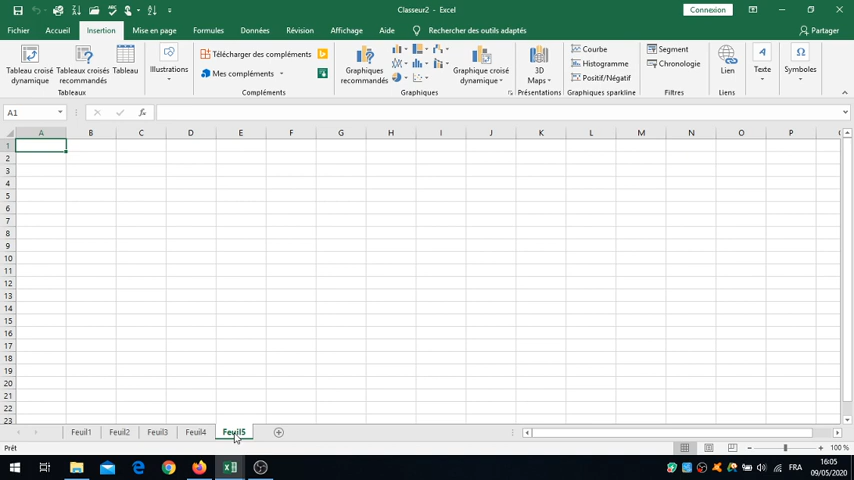 Classeur2 - Excel
Connexion
Fichier Accueil Insertion Mise en page Formules Données Révision Affichage Aide Rechercher des outils adaptés Partager
Tableau croisé dynamique
Tableaux croisés recommandés
Tableau
Tableaux
Illustrations
Télécharger des compléments
Mes compléments
Compléments
Graphiques recommandés
Graphique croisé dynamique
Graphiques
3D Maps
Présentations
Courbe
Histogramme
Positif/Négatif
Graphiques sparkline
Segment
Chronologie
Filtres
Lien
Liens
Texte
Symboles
A1
fx
A B C D E F G H I J K L M N O P
1
2
3
4
5
6
7
8
9
10
11
12
13
14
15
16
17
18
19
20
21
22
23
Feuil1 Feuil2 Feuil3 Feuil4 Feuil5
Prêt
100 %
FRA
16:05
09/05/2020